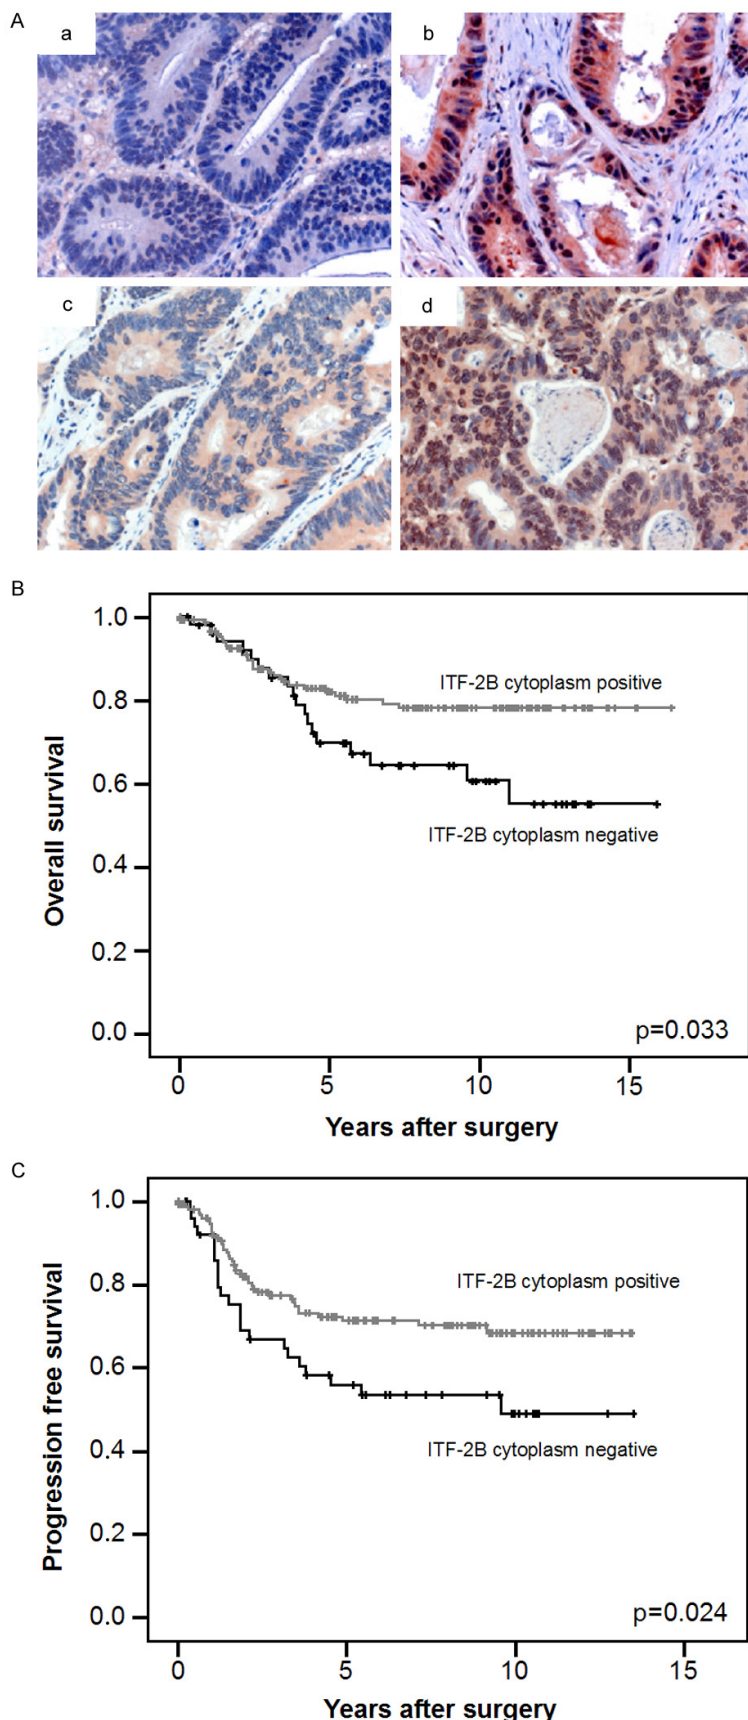 A
a
b
c
d
B
1.0
0.8
0.6
0.4
0.2
0.0
Overall survival
ITF-2B cytoplasm positive
ITF-2B cytoplasm negative
p=0.033
0 5 10 15
Years after surgery
C
1.0
0.8
0.6
0.4
0.2
0.0
Progression free survival
ITF-2B cytoplasm positive
ITF-2B cytoplasm negative
p=0.024
0 5 10 15
Years after surgery